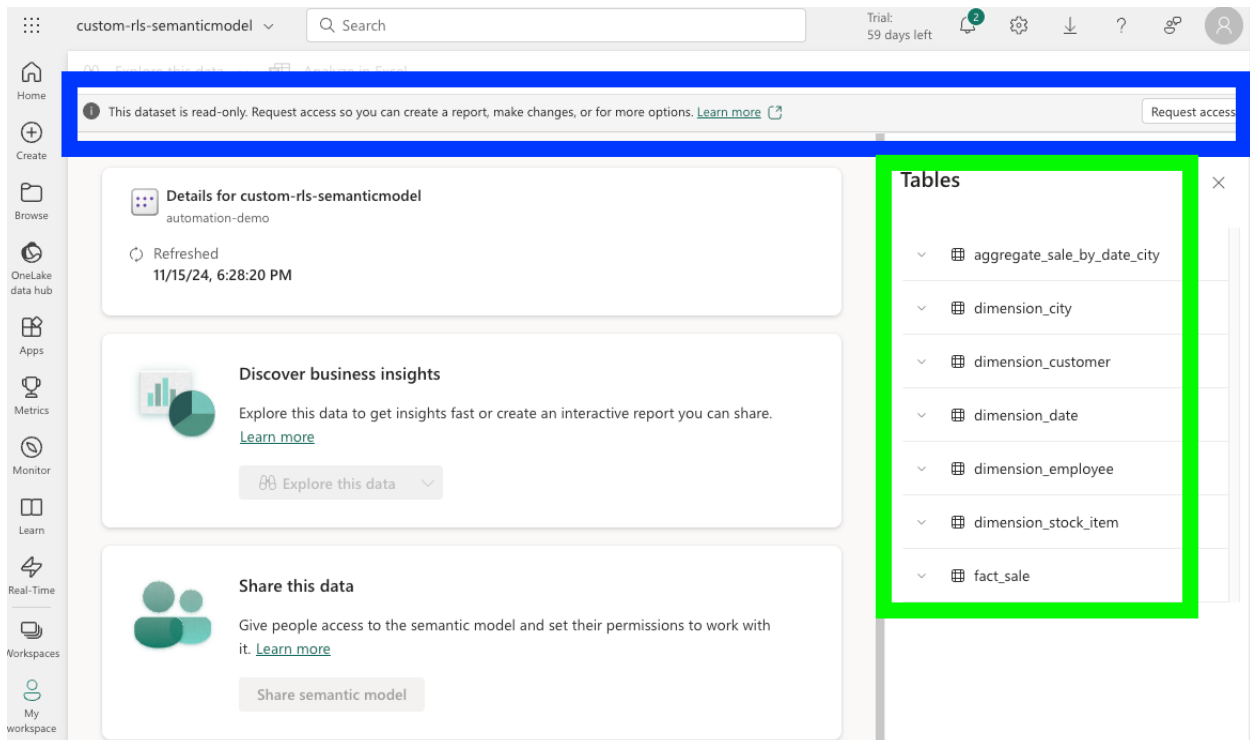 custom-rls-semanticmodel
Search
Trial:
59 days left
2
Home
Create
Browse
OneLake
data hub
Apps
Metrics
Monitor
Learn
Real-Time
Workspaces
My
workspace
Explore this data
Analyze in Excel
This dataset is read-only. Request access so you can create a report, make changes, or for more options. Learn more
Request access
Details for custom-rls-semanticmodel
automation-demo
Refreshed
11/15/24, 6:28:20 PM
Discover business insights
Explore this data to get insights fast or create an interactive report you can share.
Learn more
Explore this data
Share this data
Give people access to the semantic model and set their permissions to work with
it. Learn more
Share semantic model
Tables
aggregate_sale_by_date_city
dimension_city
dimension_customer
dimension_date
dimension_employee
dimension_stock_item
fact_sale